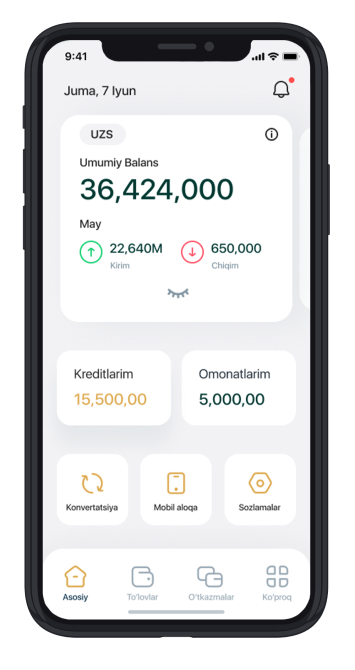 9:41
Juma, 7 Iyun
UZS
Umumiy Balans
36,424,000
May
22,640M 650,000
Kirim Chiqim
Kreditlarim Omonatlarim
15,500,00 5,000,00
Konvertatsiya Mobil aloqa Sozlamalar
Asosiy To'lovlar O'tkazmalar Ko'proq